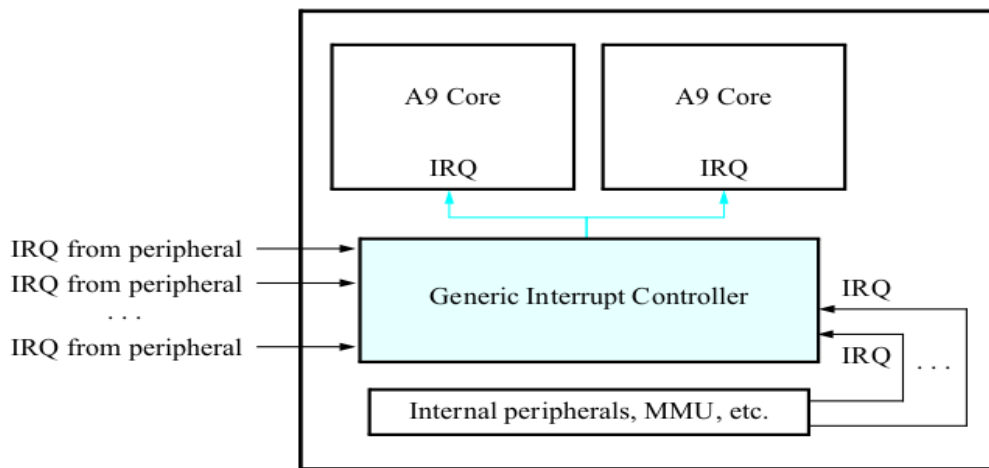 A9 Core
A9 Core
IRQ
IRQ
IRQ from peripheral
IRQ from peripheral
. . .
IRQ from peripheral
Generic Interrupt Controller
IRQ
IRQ
. . .
Internal peripherals, MMU, etc.